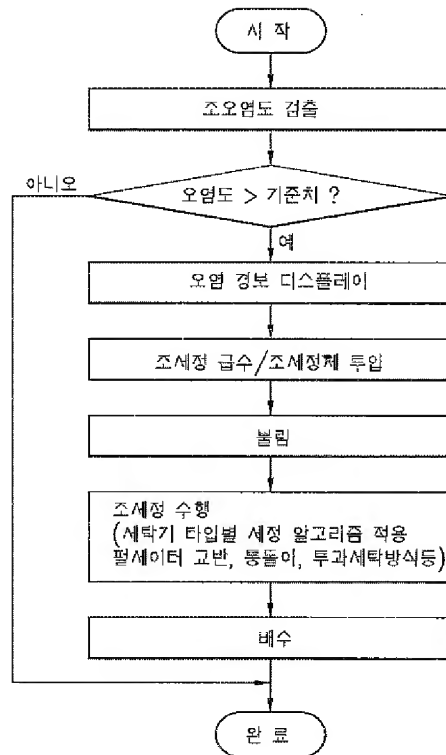 시 작
조오염도 검출
오염도 > 기준치 ?
아니오
예
오염 경보 디스플레이
조세정 급수/조세정제 투입
불림
조세정 수행
(세탁기 타입별 세정 알고리즘 적용
펄세이터 교반, 통돌이, 투과세탁방식등)
배수
완 료